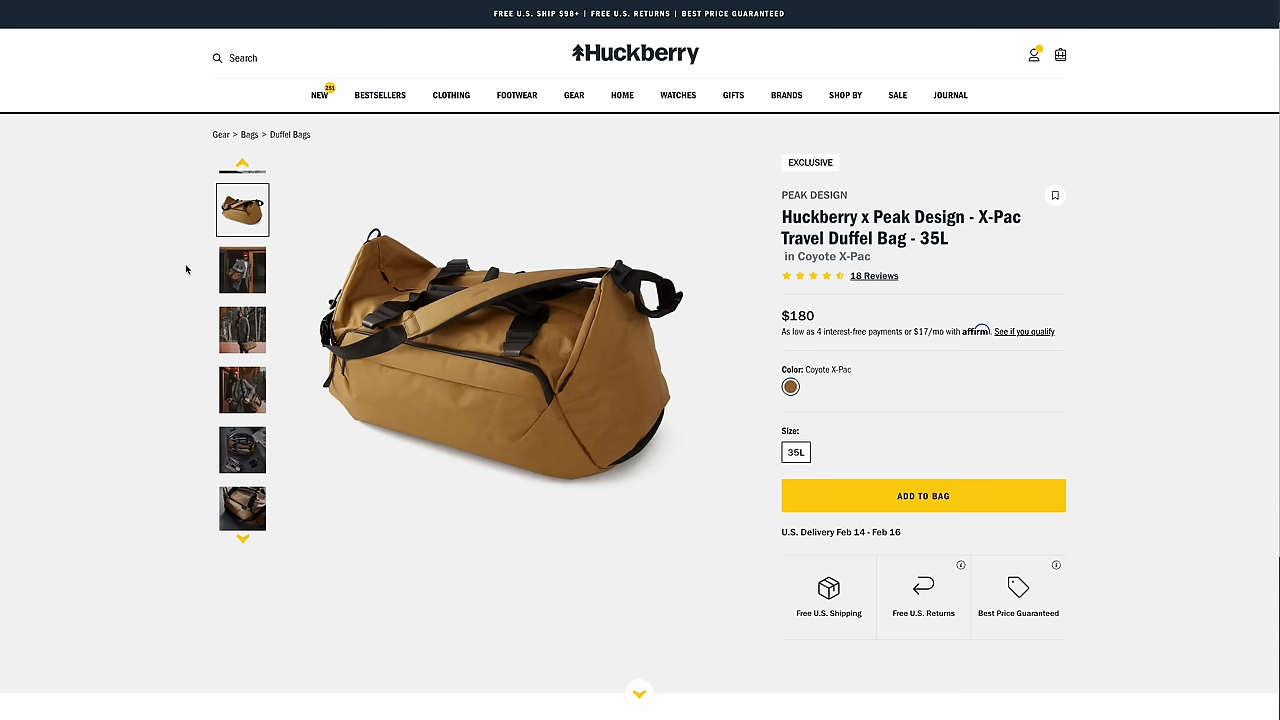 FREE U.S. SHIP $98+ | FREE U.S. RETURNS | BEST PRICE GUARANTEED
Search
Huckberry
NEW 251 BESTSELLERS CLOTHING FOOTWEAR GEAR HOME WATCHES GIFTS BRANDS SHOP BY SALE JOURNAL
Gear > Bags > Duffel Bags
EXCLUSIVE
PEAK DESIGN
Huckberry x Peak Design - X-Pac
Travel Duffel Bag - 35L
in Coyote X-Pac
18 Reviews
$180
As low as 4 interest-free payments or $17/mo with affirm. See if you qualify
Color: Coyote X-Pac
Size:
35L
ADD TO BAG
U.S. Delivery Feb 14 - Feb 16
Free U.S. Shipping Free U.S. Returns Best Price Guaranteed